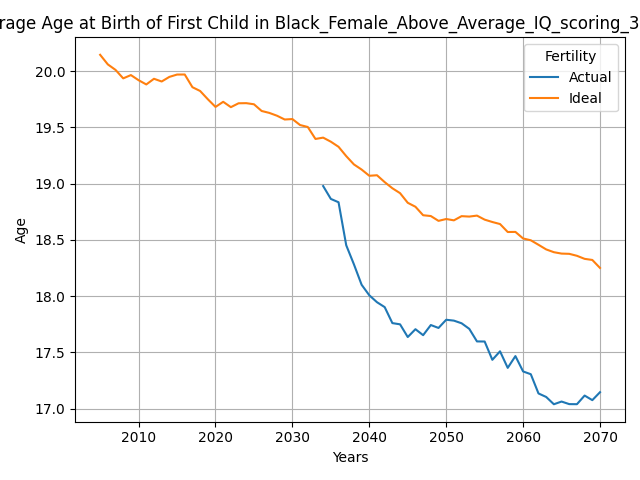 rage Age at Birth of First Child in Black_Female_Above_Average_IQ_scoring_3
Fertility
Actual
Ideal
20.0
19.5
19.0
18.5
18.0
17.5
17.0
Age
2010 2020 2030 2040 2050 2060 2070
Years